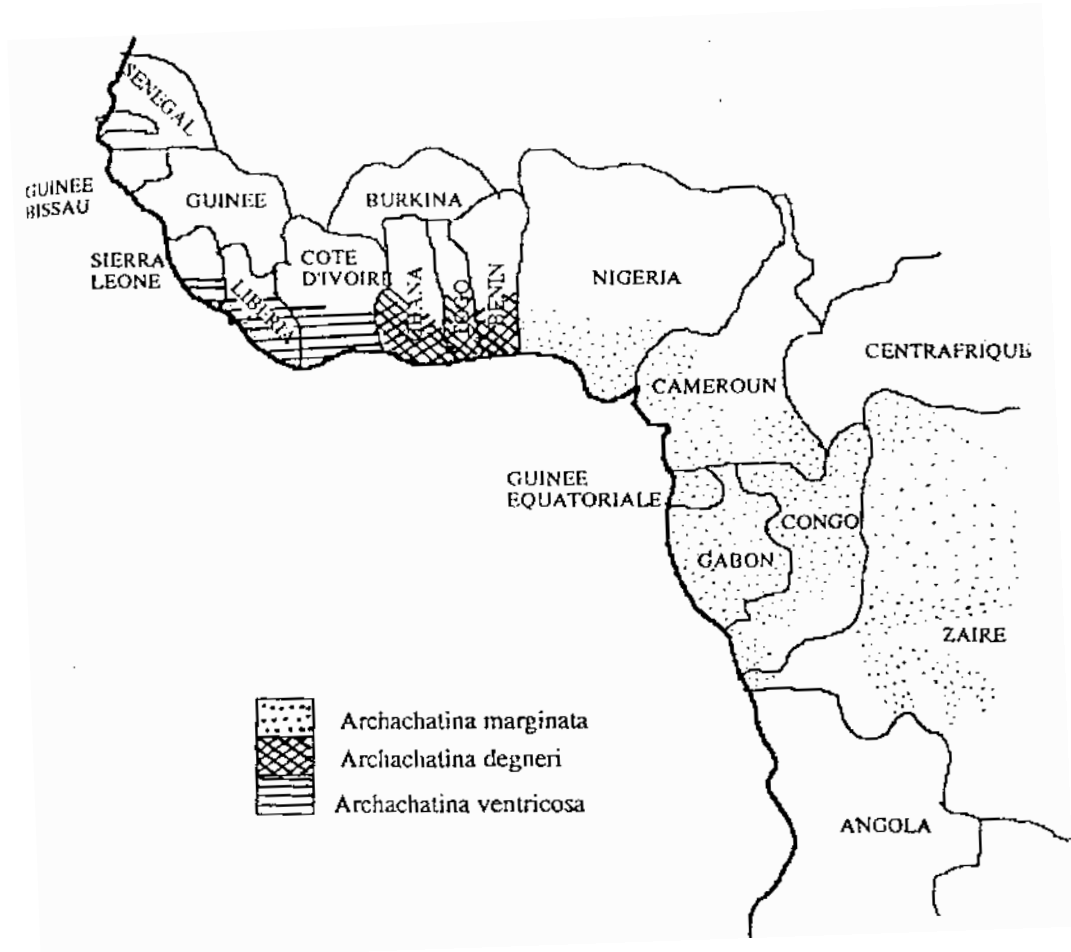 SENEGAL
GUINEE
BISSAU
GUINEE
BURKINA
SIERRA
LEONE
LIBERIA
COTE
D'IVOIRE
TOGO
BENIN
NIGERIA
CENTRAFRIQUE
CAMEROUN
GUINEE
EQUATORIALE
CONGO
GABON
ZAIRE
Archachatina marginata
Archachatina degneri
Archachatina ventricosa
ANGOLA